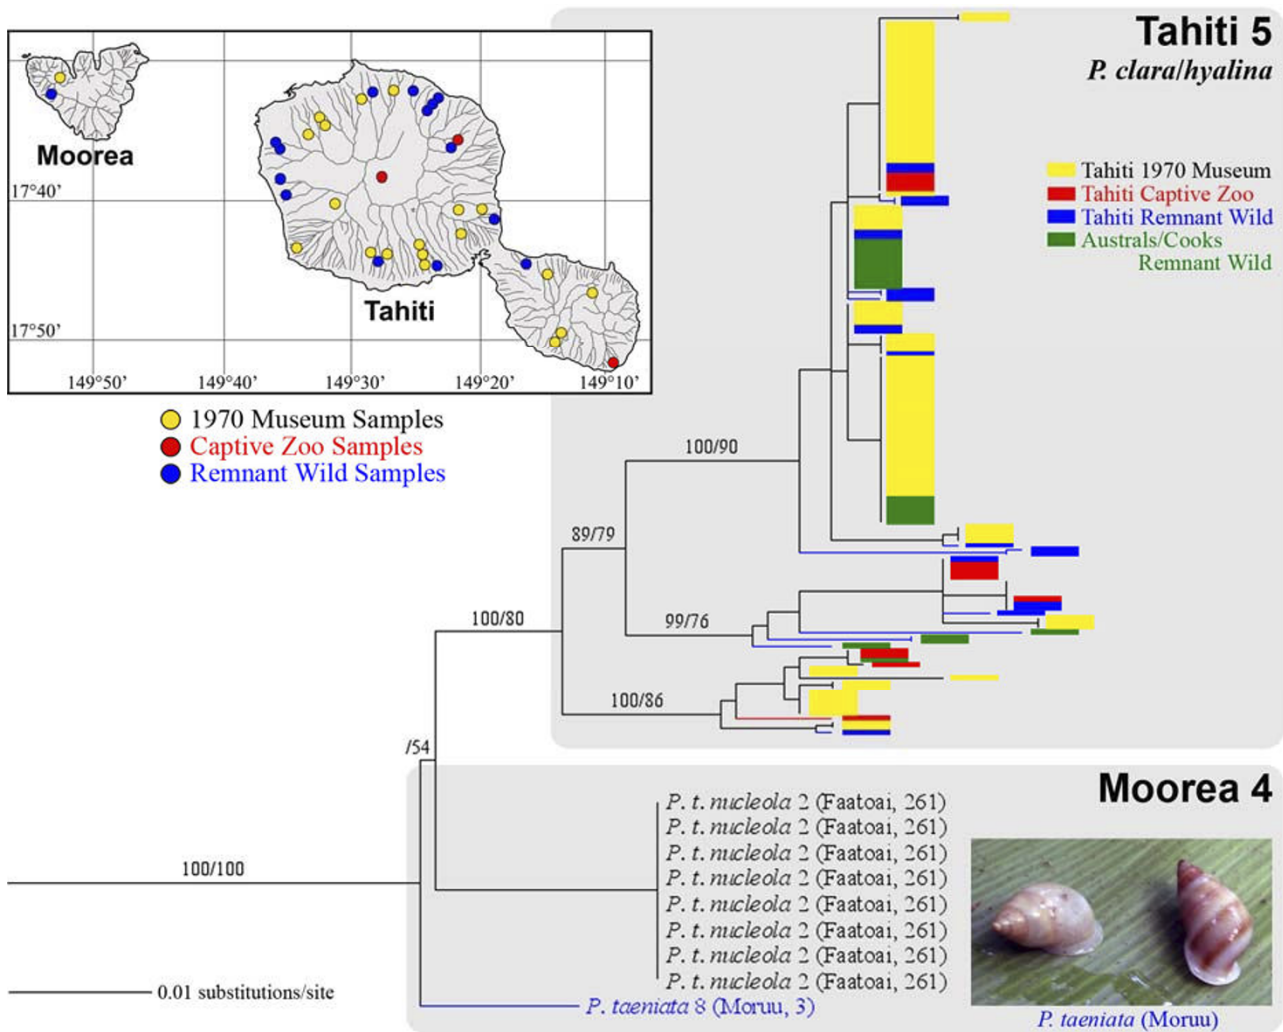 Tahiti 5
P. clara/hyalina
Tahiti 1970 Museum
Tahiti Captive Zoo
Tahiti Remnant Wild
Australs/Cooks
Remnant Wild
Moorea
Tahiti
17°40'
17°50'
149°50' 149°40' 149°30' 149°20' 149°10'
1970 Museum Samples
Captive Zoo Samples
Remnant Wild Samples
100/90
89/79
100/80
99/76
100/86
/54
100/100
0.01 substitutions/site
Moorea 4
P. t. nucleola 2 (Faatoai, 261)
P. t. nucleola 2 (Faatoai, 261)
P. t. nucleola 2 (Faatoai, 261)
P. t. nucleola 2 (Faatoai, 261)
P. t. nucleola 2 (Faatoai, 261)
P. t. nucleola 2 (Faatoai, 261)
P. t. nucleola 2 (Faatoai, 261)
P. t. nucleola 2 (Faatoai, 261)
P. taeniata 8 (Moruu, 3)
P. taeniata (Moruu)